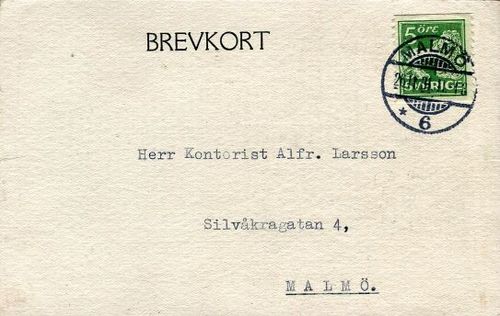 BREVKORT
5 ÖRE
SVERIGE
MALMÖ
* 6
Herr Kontorist Alfr. Larsson
Silvåkragatan 4,
MALMÖ.